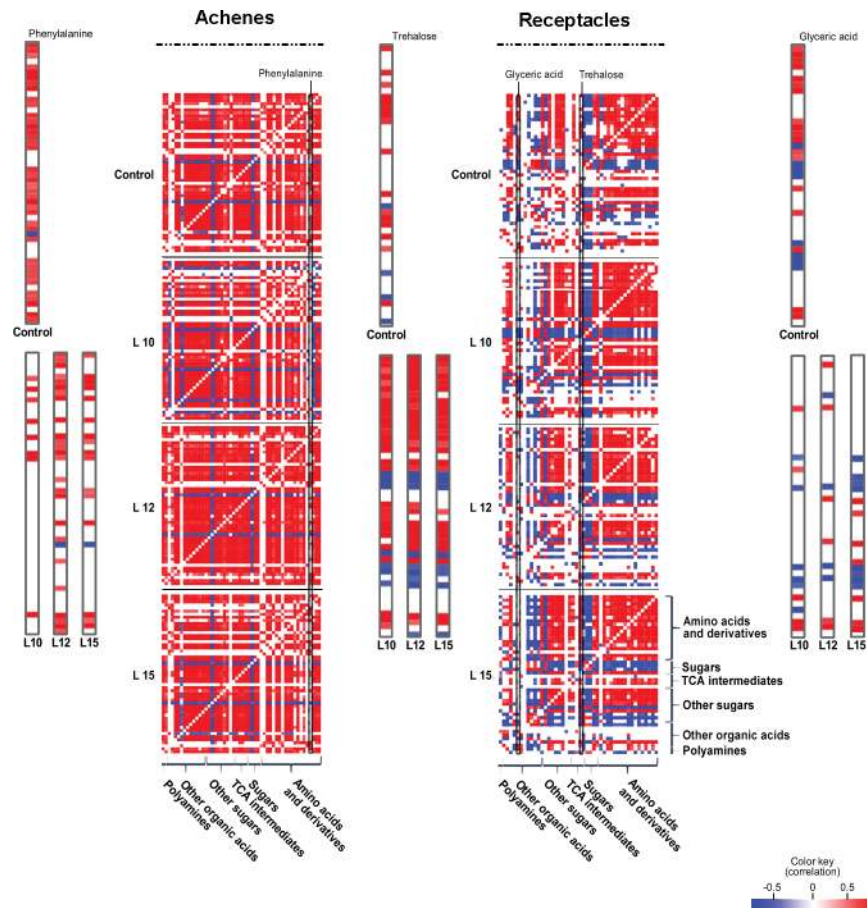 Achenes
Receptacles
Phenylalanine
Trehalose
Glyceric acid
Phenylalanine
Glyceric acid
Trehalose
Control
Control
Control
Control
Control
L 10
L 10
L 12
L 12
L10
L12
L15
L10
L12
L15
L10
L12
L15
Amino acids
and derivatives
L 15
L 15
Sugars
TCA intermediates
Other sugars
Other organic acids
Polyamines
Polyamines
Other organic acids
Other sugars
TCA intermediates
Sugars
Amino acids
and derivatives
Polyamines
Other organic acids
Other sugars
TCA intermediates
Sugars
Amino acids
and derivatives
Color key
(correlation)
-0.5
0
0.5